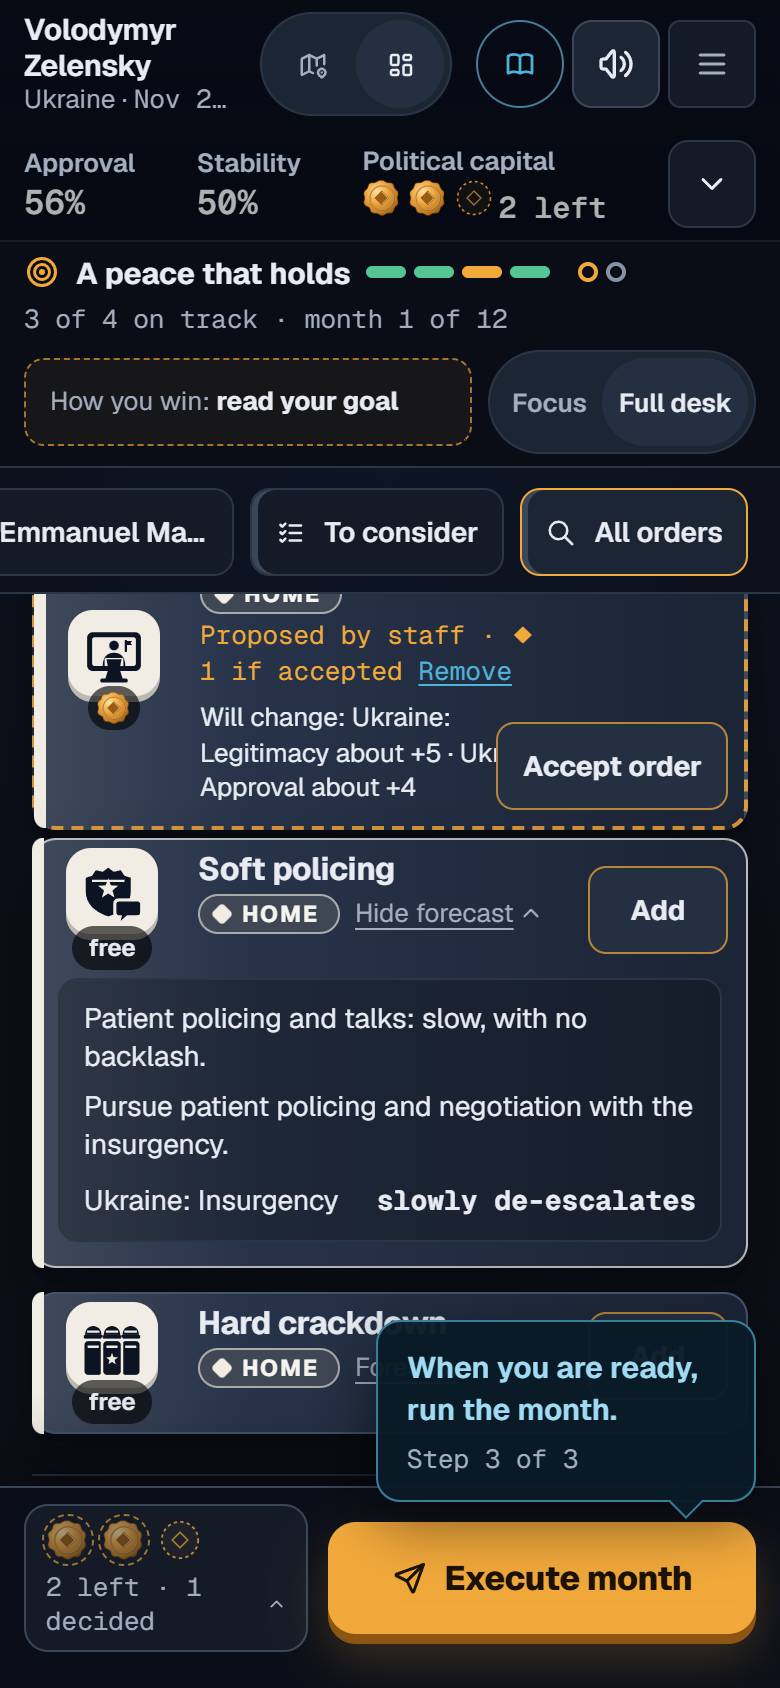 Volodymyr
Zelensky
Ukraine · Nov 2…
Approval
56%
Stability
50%
Political capital
2 left
A peace that holds
3 of 4 on track · month 1 of 12
How you win: read your goal
Focus
Full desk
Emmanuel Ma...
To consider
All orders
HOME
Proposed by staff ·
1 if accepted Remove
Will change: Ukraine:
Legitimacy about +5 · Ukr
Approval about +4
Accept order
Soft policing
HOME
Hide forecast
Add
free
Patient policing and talks: slow, with no
backlash.
Pursue patient policing and negotiation with the
insurgency.
Ukraine: Insurgency
slowly de-escalates
Hard crackdown
HOME
free
When you are ready,
run the month.
Step 3 of 3
2 left · 1
decided
Execute month